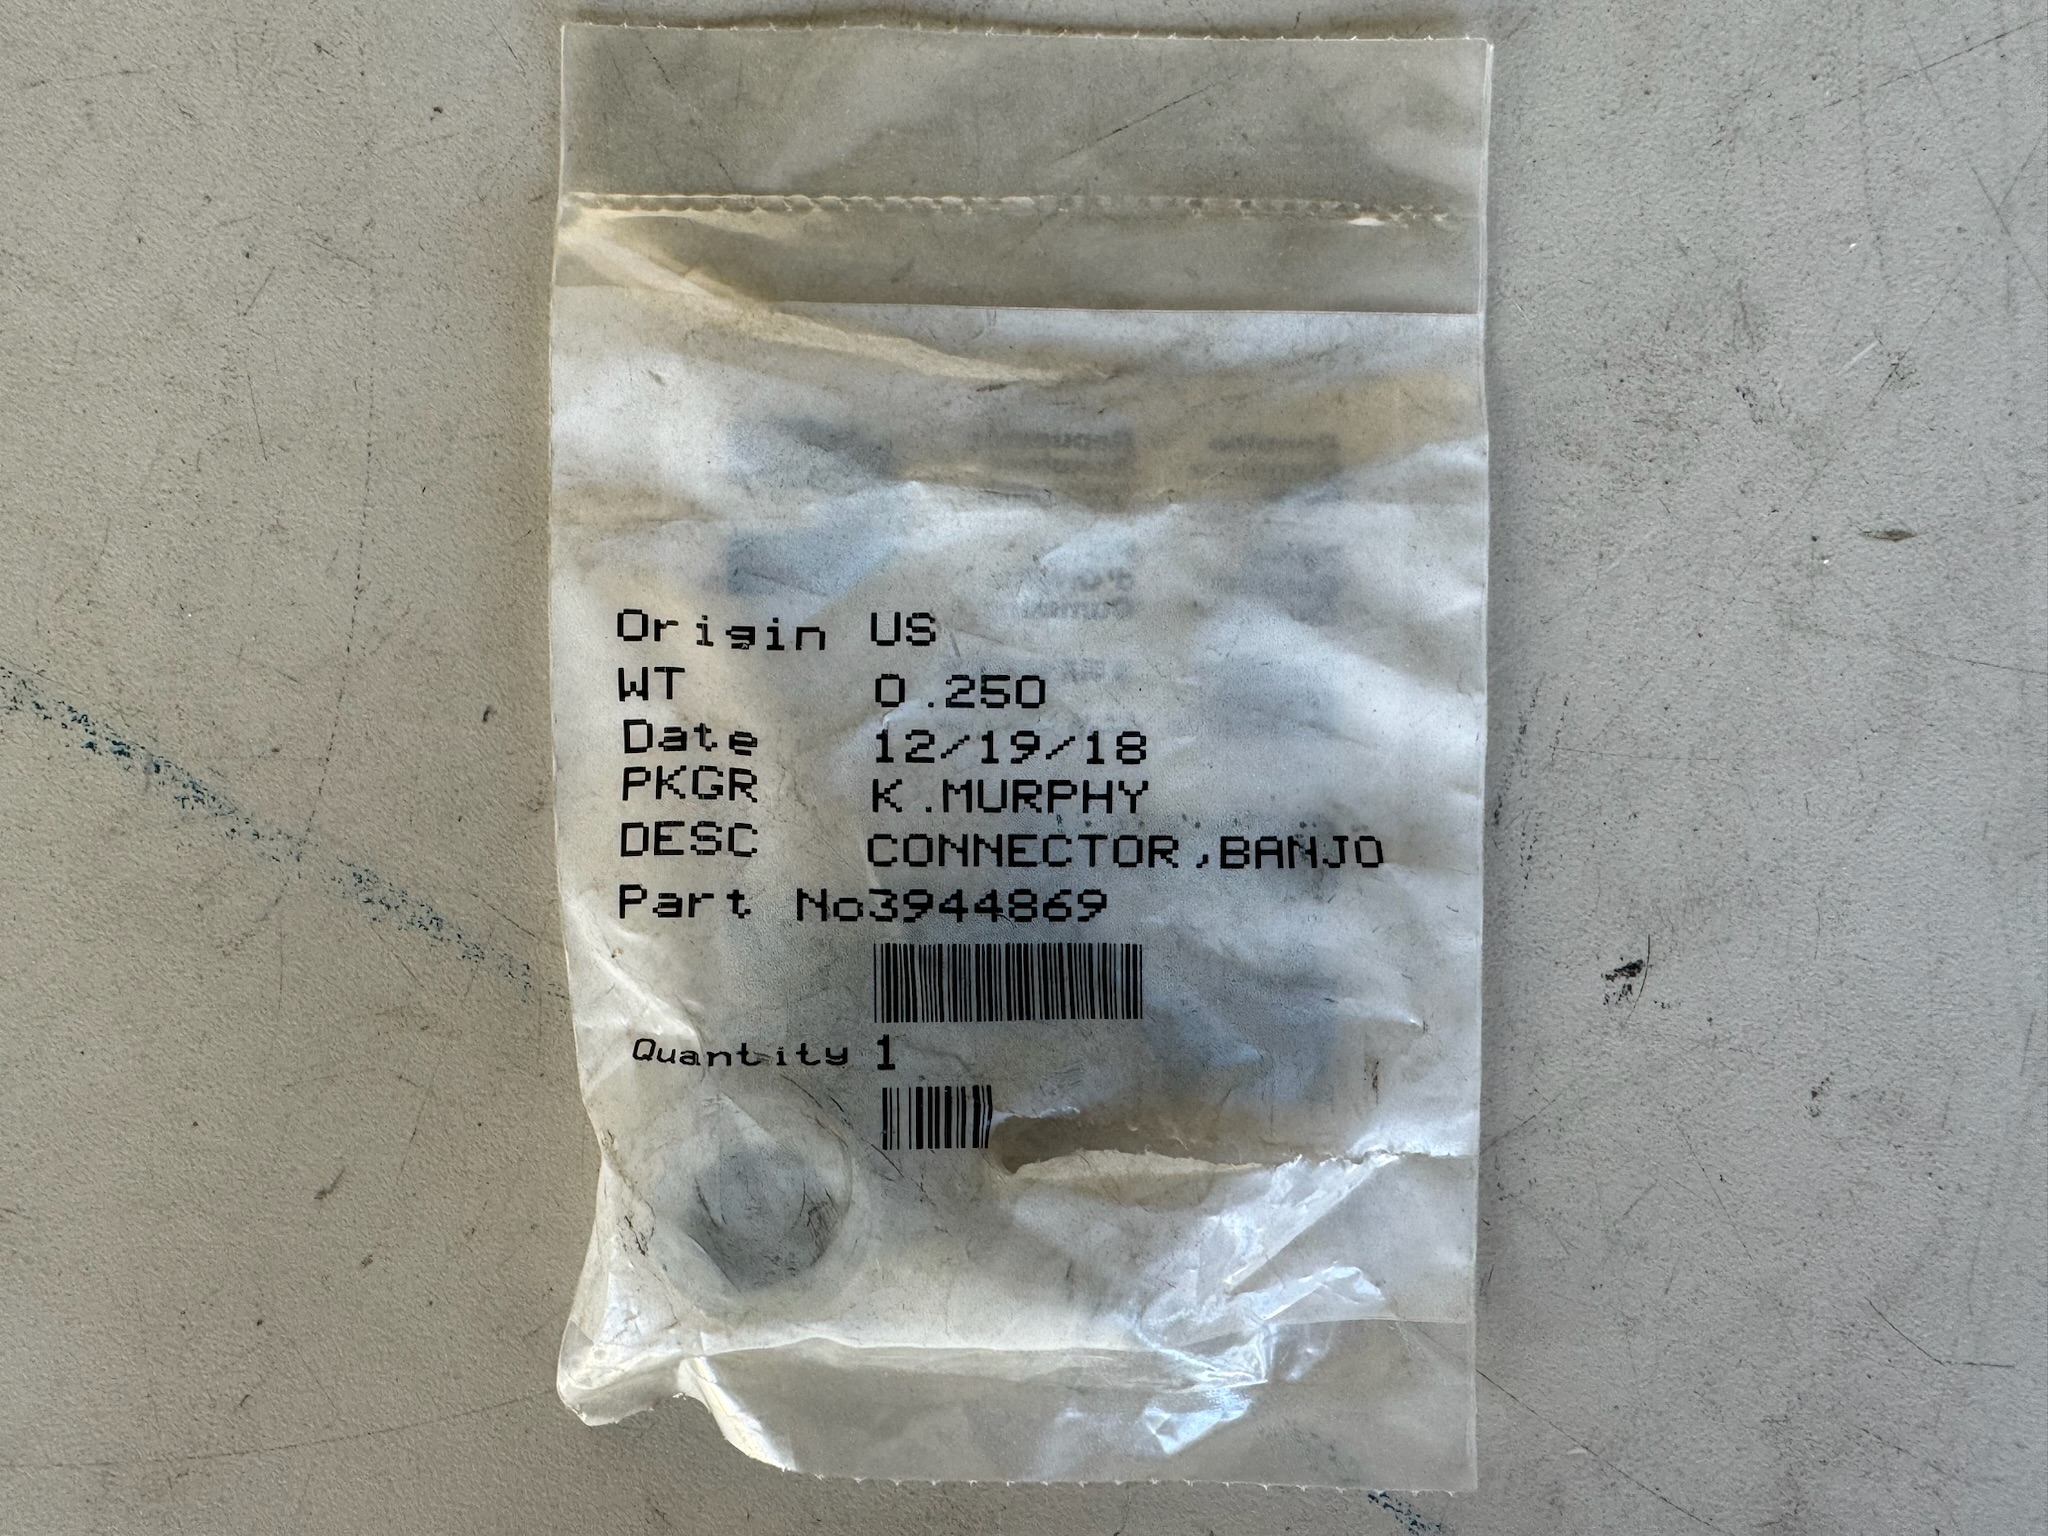 Origin US
WT 0.250
Date 12/19/18
PKGR K.MURPHY
DESC CONNECTOR,BANJO
Part No3944869
Quantity 1